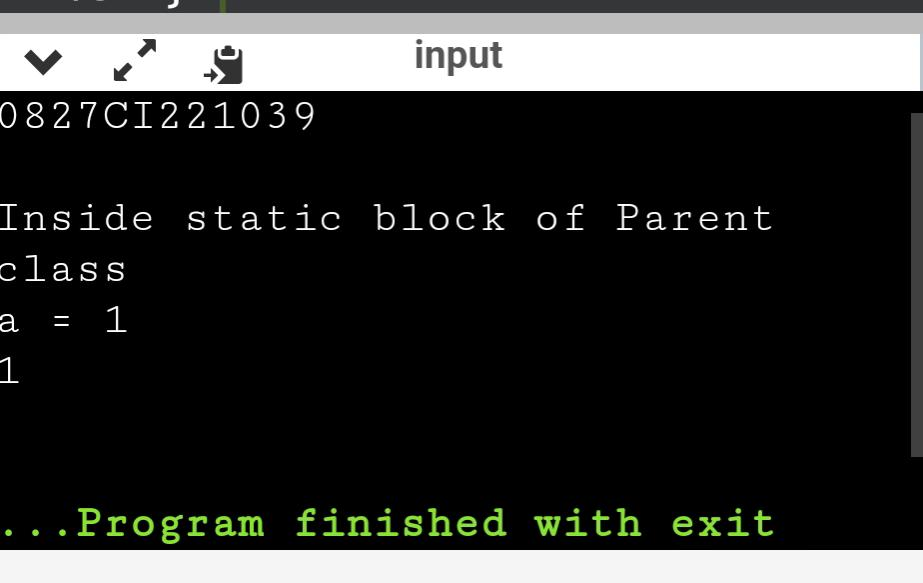 input
0827CI221039
Inside static block of Parent
class
a = 1
1
...Program finished with exit